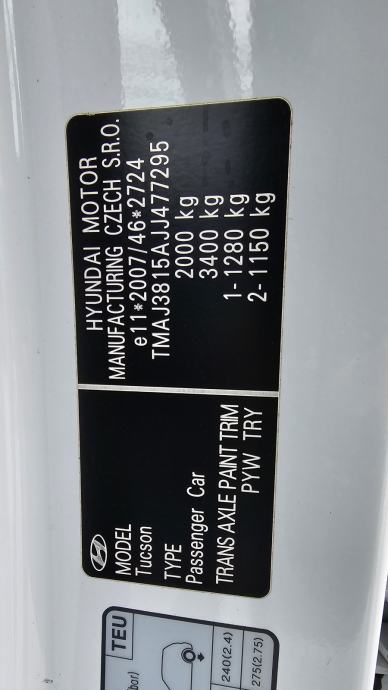 HYUNDAI MOTOR
MANUFACTURING CZECH S.R.O.
e11*2007/46*2724
TMAJ3815AJJ477295
2000 kg
3400 kg
1-1280 kg
2-1150 kg
MODEL
Tucson
TYPE
Passenger Car
TRANS AXLE PAINT TRIM
PYW TRY
TEU
bar)
240(2.4)
275(2.75)